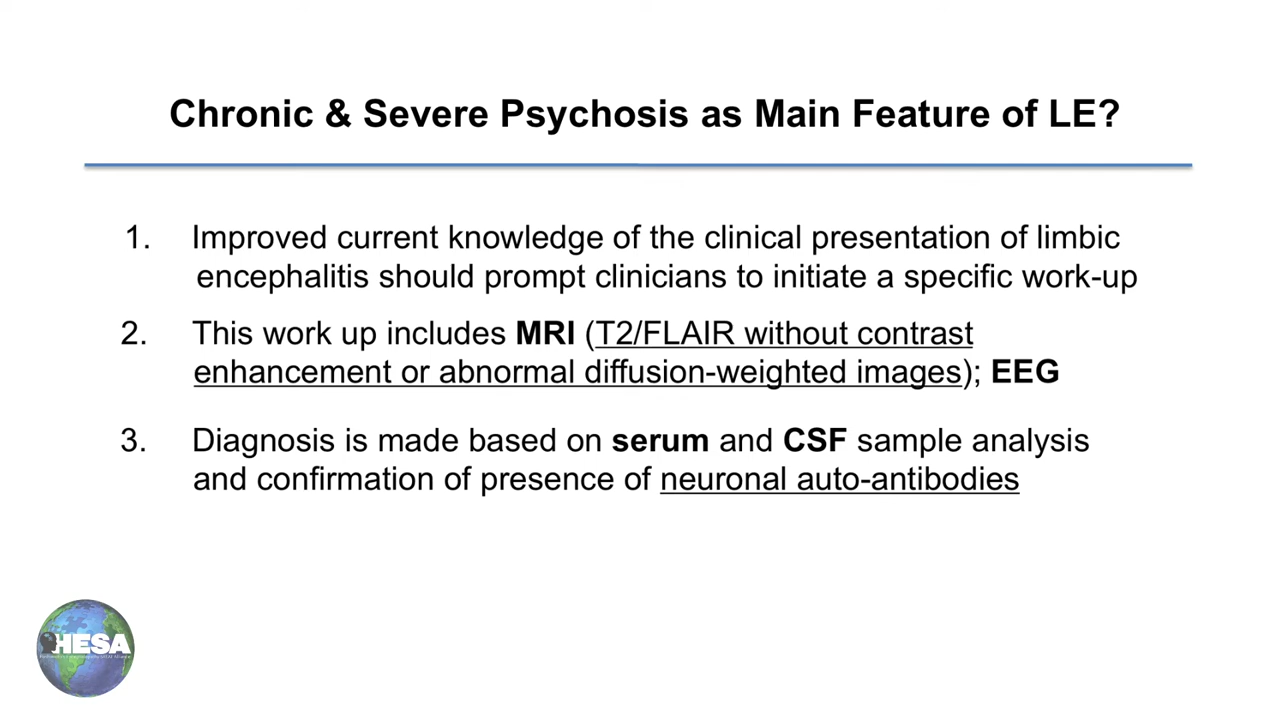 Chronic & Severe Psychosis as Main Feature of LE?
1. Improved current knowledge of the clinical presentation of limbic
encephalitis should prompt clinicians to initiate a specific work-up
2. This work up includes MRI (T2/FLAIR without contrast
enhancement or abnormal diffusion-weighted images); EEG
3. Diagnosis is made based on serum and CSF sample analysis
and confirmation of presence of neuronal auto-antibodies
HESA